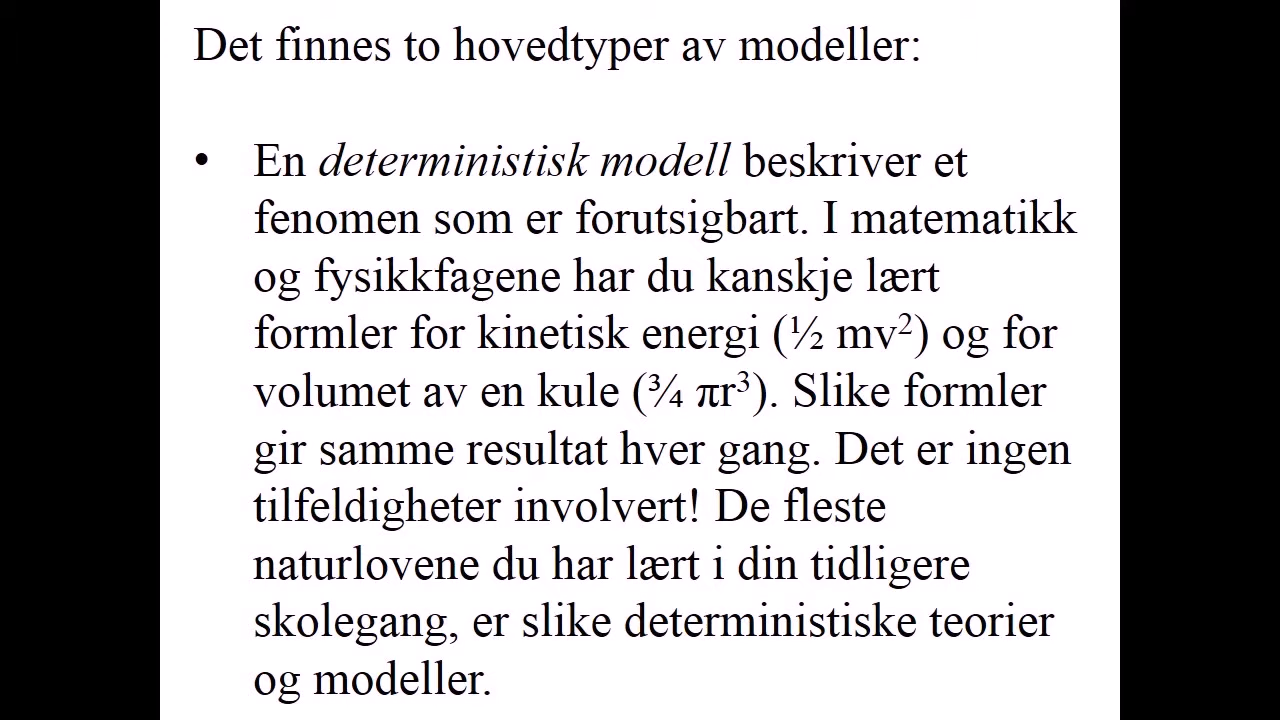 Det finnes to hovedtyper av modeller:
• En deterministisk modell beskriver et
fenomen som er forutsigbart. I matematikk
og fysikkfagene har du kanskje lært
formler for kinetisk energi (½ mv²) og for
volumet av en kule (¾ πr³). Slike formler
gir samme resultat hver gang. Det er ingen
tilfeldigheter involvert! De fleste
naturlovene du har lært i din tidligere
skolegang, er slike deterministiske teorier
og modeller.